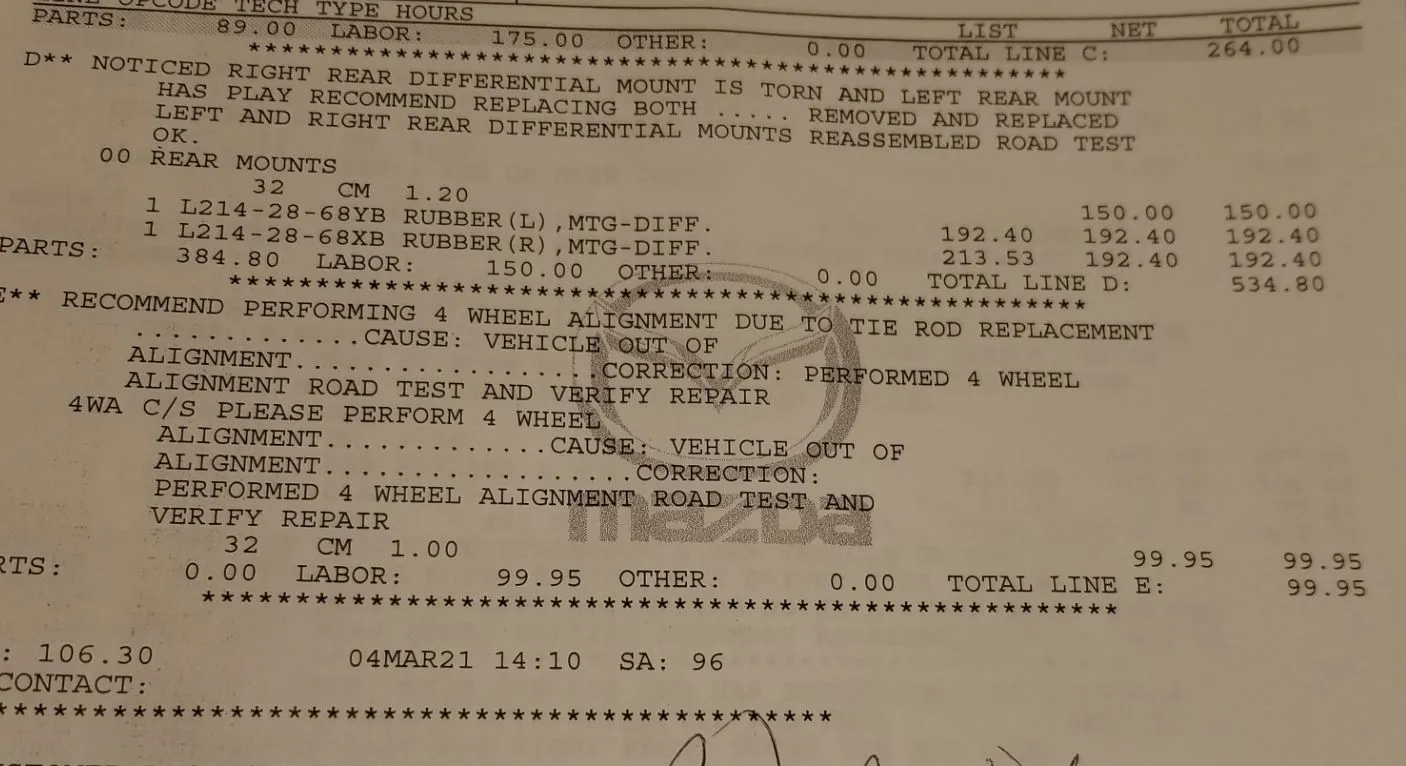 OPCODE TECH TYPE HOURS
PARTS: 89.00 LABOR: 175.00 OTHER: 0.00 LIST NET TOTAL
TOTAL LINE C: 264.00
****************************************************
D** NOTICED RIGHT REAR DIFFERENTIAL MOUNT IS TORN AND LEFT REAR MOUNT
HAS PLAY RECOMMEND REPLACING BOTH ..... REMOVED AND REPLACED
LEFT AND RIGHT REAR DIFFERENTIAL MOUNTS REASSEMBLED ROAD TEST
OK.
00 REAR MOUNTS
32 CM 1.20 150.00 150.00
1 L214-28-68YB RUBBER(L),MTG-DIFF. 192.40 192.40 192.40
1 L214-28-68XB RUBBER(R),MTG-DIFF. 213.53 192.40 192.40
PARTS: 384.80 LABOR: 150.00 OTHER: 0.00 TOTAL LINE D: 534.80
****************************************************
E** RECOMMEND PERFORMING 4 WHEEL ALIGNMENT DUE TO TIE ROD REPLACEMENT
............CAUSE: VEHICLE OUT OF
ALIGNMENT.................CORRECTION: PERFORMED 4 WHEEL
ALIGNMENT ROAD TEST AND VERIFY REPAIR
4WA C/S PLEASE PERFORM 4 WHEEL
ALIGNMENT.............CAUSE: VEHICLE OUT OF
ALIGNMENT..................CORRECTION:
PERFORMED 4 WHEEL ALIGNMENT ROAD TEST AND
VERIFY REPAIR
mazda
32 CM 1.00 99.95 99.95
RTS: 0.00 LABOR: 99.95 OTHER: 0.00 TOTAL LINE E: 99.95
****************************************************
: 106.30 04MAR21 14:10 SA: 96
CONTACT:
********************************************